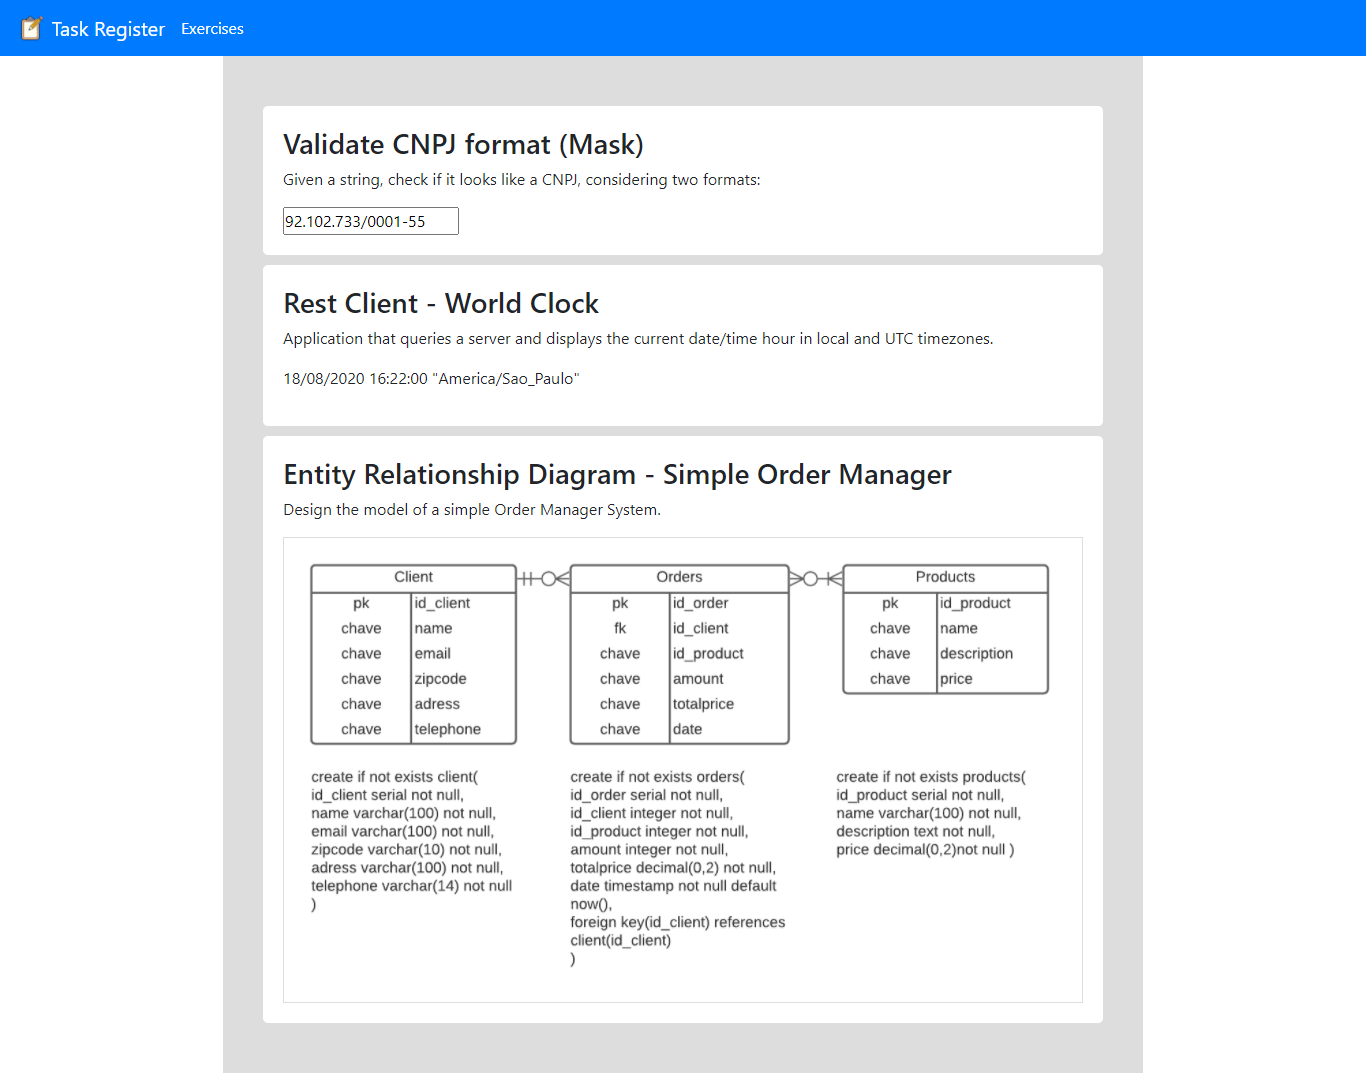 Task Register Exercises
Validate CNPJ format (Mask)
Given a string, check if it looks like a CNPJ, considering two formats:
92.102.733/0001-55
Rest Client - World Clock
Application that queries a server and displays the current date/time hour in local and UTC timezones.
18/08/2020 16:22:00 "America/Sao_Paulo"
Entity Relationship Diagram - Simple Order Manager
Design the model of a simple Order Manager System.
Client
pk id_client
chave name
chave email
chave zipcode
chave adress
chave telephone
Orders
pk id_order
fk id_client
chave id_product
chave amount
chave totalprice
chave date
Products
pk id_product
chave name
chave description
chave price
create if not exists client(
id_client serial not null,
name varchar(100) not null,
email varchar(100) not null,
zipcode varchar(10) not null,
adress varchar(100) not null,
telephone varchar(14) not null
)
create if not exists orders(
id_order serial not null,
id_client integer not null,
id_product integer not null,
amount integer not null,
totalprice decimal(0,2) not null,
date timestamp not null default
now(),
foreign key(id_client) references
client(id_client)
)
create if not exists products(
id_product serial not null,
name varchar(100) not null,
description text not null,
price decimal(0,2)not null )